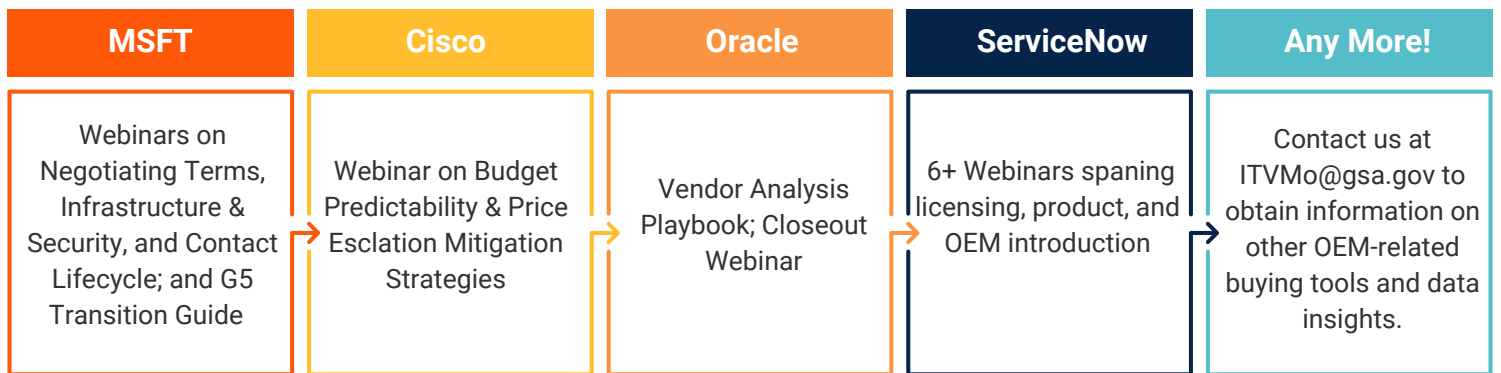 MSFT
Webinars on
Negotiating Terms,
Infrastructure &
Security, and Contact
Lifecycle; and G5
Transition Guide
Cisco
Webinar on Budget
Predictability & Price
Esclation Mitigation
Strategies
Oracle
Vendor Analysis
Playbook; Closeout
Webinar
ServiceNow
6+ Webinars spaning
licensing, product, and
OEM introduction
Any More!
Contact us at
ITVMo@gsa.gov to
obtain information on
other OEM-related
buying tools and data
insights.